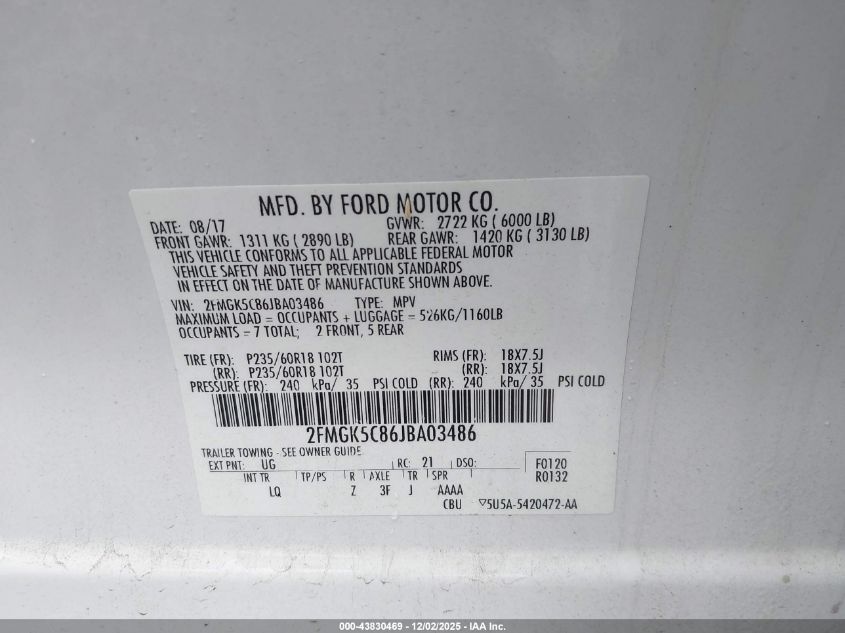 MFD. BY FORD MOTOR CO.
DATE: 08/17 GVWR: 2722 KG ( 6000 LB)
FRONT GAWR: 1311 KG ( 2890 LB) REAR GAWR: 1420 KG ( 3130 LB)
THIS VEHICLE CONFORMS TO ALL APPLICABLE FEDERAL MOTOR
VEHICLE SAFETY AND THEFT PREVENTION STANDARDS
IN EFFECT ON THE DATE OF MANUFACTURE SHOWN ABOVE.
VIN: 2FMGK5C86JBA03486 TYPE: MPV
MAXIMUM LOAD = OCCUPANTS + LUGGAGE = 526KG/1160LB
OCCUPANTS = 7 TOTAL; 2 FRONT, 5 REAR
TIRE (FR): P235/60R18 102T RIMS (FR): 18X7.5J
(RR): P235/60R18 102T (RR): 18X7.5J
PRESSURE (FR): 240 kPa/ 35 PSI COLD (RR): 240 kPa/ 35 PSI COLD
2FMGK5C86JBA03486
TRAILER TOWING - SEE OWNER GUIDE
EXT PNT: UG RC: 21 DSO: F0120
INT TR TP/PS R AXLE TR SPR R0132
LQ Z 3F J AAAA
CBU ▽5U5A-5420472-AA
000-43830469 - 12/02/2025 - IAA Inc.